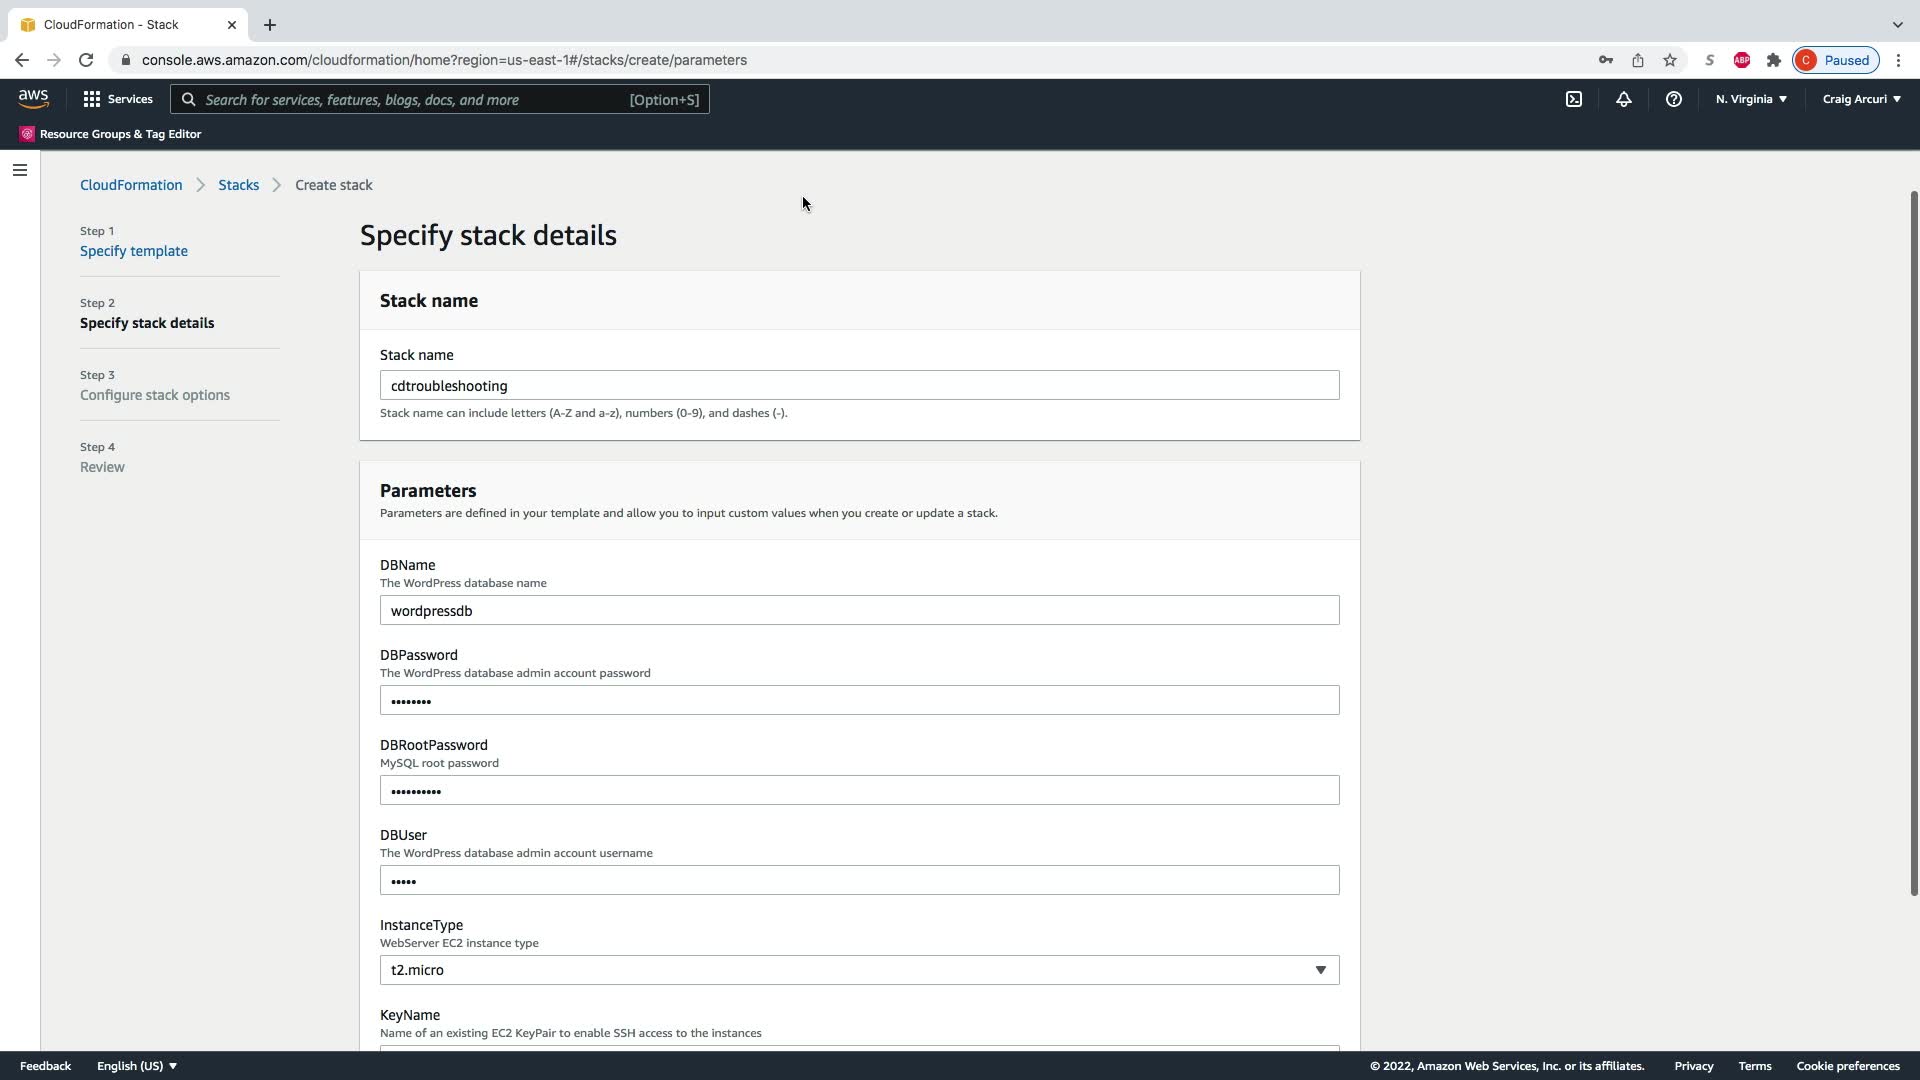 CloudFormation - Stack
console.aws.amazon.com/cloudformation/home?region=us-east-1#/stacks/create/parameters
S
ABP
C
Paused
aws
Services
Search for services, features, blogs, docs, and more
[Option+S]
N. Virginia
Craig Arcuri
Resource Groups & Tag Editor
CloudFormation
Stacks
Create stack
Step 1
Specify template
Step 2
Specify stack details
Step 3
Configure stack options
Step 4
Review
Specify stack details
Stack name
Stack name
cdtroubleshooting
Stack name can include letters (A-Z and a-z), numbers (0-9), and dashes (-).
Parameters
Parameters are defined in your template and allow you to input custom values when you create or update a stack.
DBName
The WordPress database name
wordpressdb
DBPassword
The WordPress database admin account password
••••••••
DBRootPassword
MySQL root password
••••••••••
DBUser
The WordPress database admin account username
•••••
InstanceType
WebServer EC2 instance type
t2.micro
KeyName
Name of an existing EC2 KeyPair to enable SSH access to the instances
Feedback
English (US)
© 2022, Amazon Web Services, Inc. or its affiliates.
Privacy
Terms
Cookie preferences